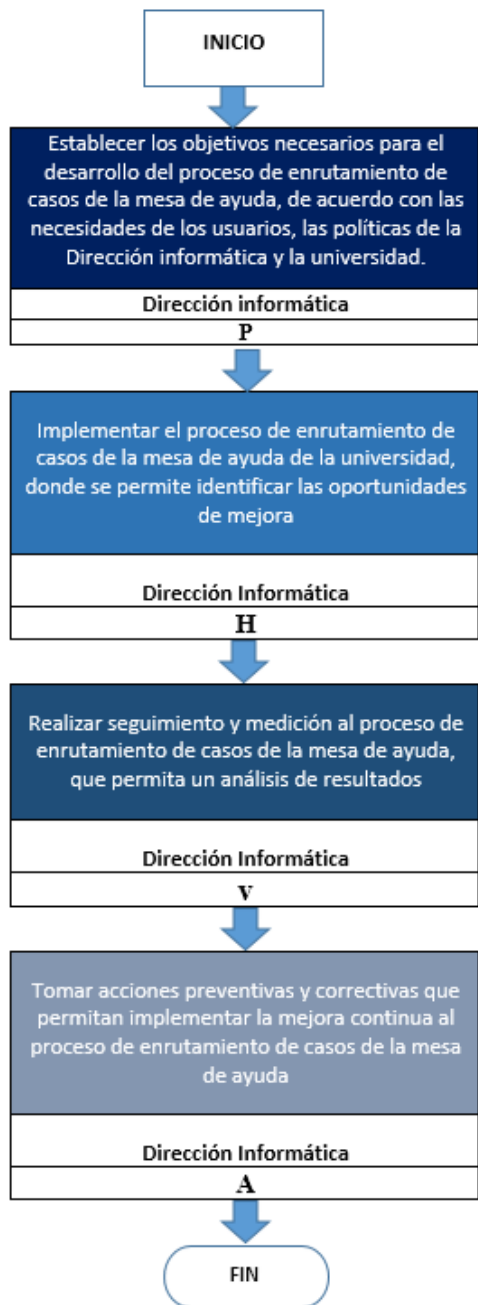 INICIO
Establecer los objetivos necesarios para el
desarrollo del proceso de enrutamiento de
casos de la mesa de ayuda, de acuerdo con las
necesidades de los usuarios, las políticas de la
Dirección informática y la universidad.
Dirección informática
P
Implementar el proceso de enrutamiento de
casos de la mesa de ayuda de la universidad,
donde se permite identificar las oportunidades
de mejora
Dirección Informática
H
Realizar seguimiento y medición al proceso de
enrutamiento de casos de la mesa de ayuda,
que permita un análisis de resultados
Dirección Informática
V
Tomar acciones preventivas y correctivas que
permitan implementar la mejora continua al
proceso de enrutamiento de casos de la mesa
de ayuda
Dirección Informática
A
FIN